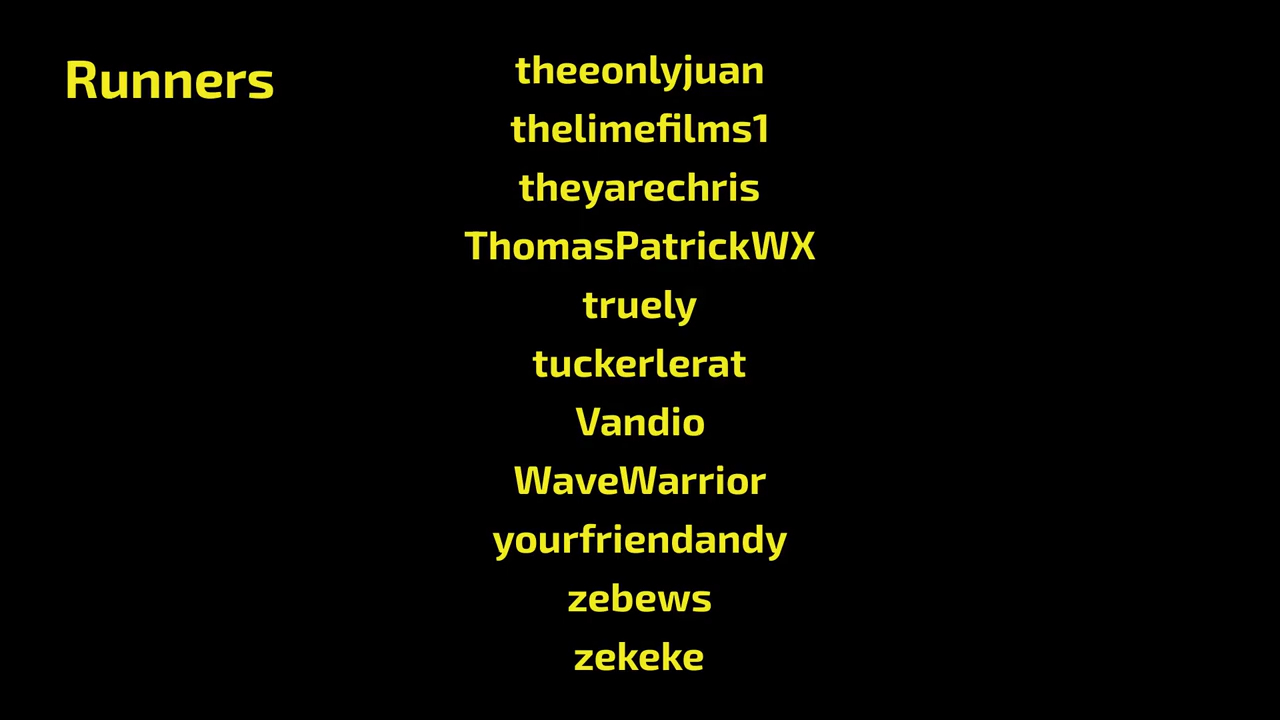 Runners
theeonlyjuan
thelimefilms1
theyarechris
ThomasPatrickWX
truely
tuckerlerat
Vandio
WaveWarrior
yourfriendandy
zebews
zekeke